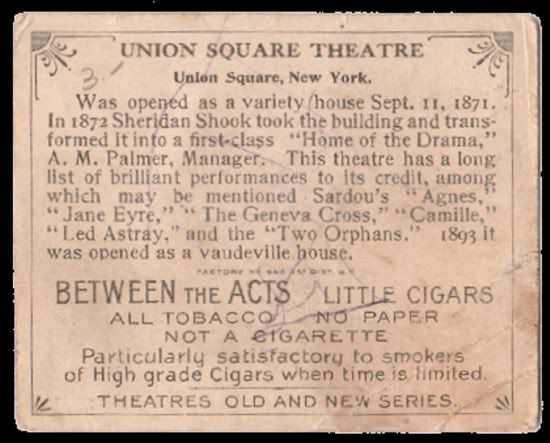 UNION SQUARE THEATRE
3.
Union Square, New York.
Was opened as a variety house Sept. 11, 1871.
In 1872 Sheridan Shook took the building and trans-
formed it into a first-class "Home of the Drama,"
A. M. Palmer, Manager. This theatre has a long
list of brilliant performances to its credit, among
which may be mentioned Sardou's "Agnes,"
"Jane Eyre," "The Geneva Cross," "Camille,"
"Led Astray," and the "Two Orphans." 1893 it
was opened as a vaudeville house.
FACTORY DIST. N.Y.
BETWEEN THE ACTS LITTLE CIGARS
ALL TOBACCO NO PAPER
NOT A CIGARETTE
Particularly satisfactory to smokers
of High grade Cigars when time is limited.
THEATRES OLD AND NEW SERIES.